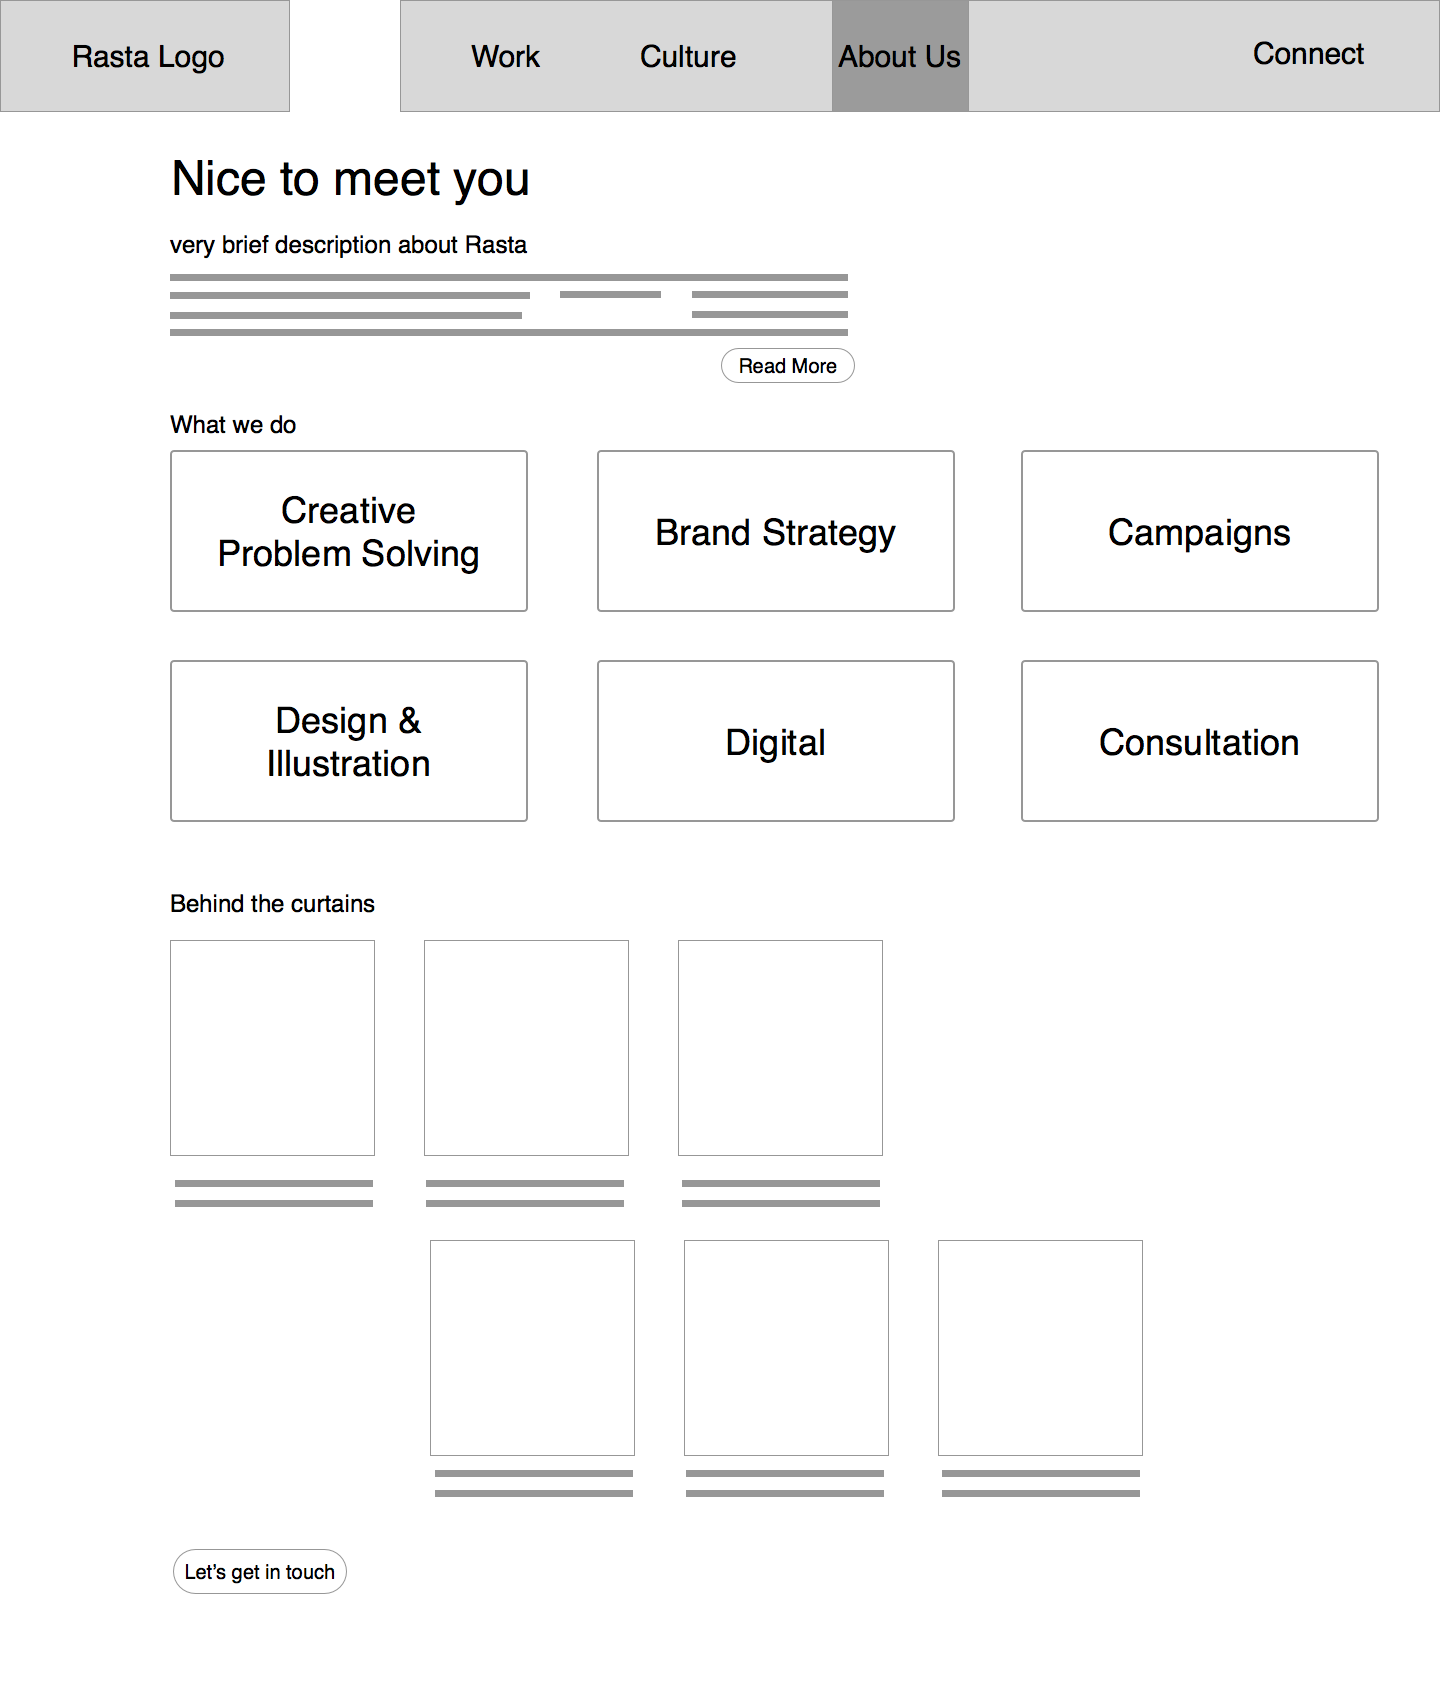 Rasta Logo
Work
Culture
About Us
Connect
Nice to meet you
very brief description about Rasta
Read More
What we do
Creative
Problem Solving
Brand Strategy
Campaigns
Design &
Illustration
Digital
Consultation
Behind the curtains
Let’s get in touch